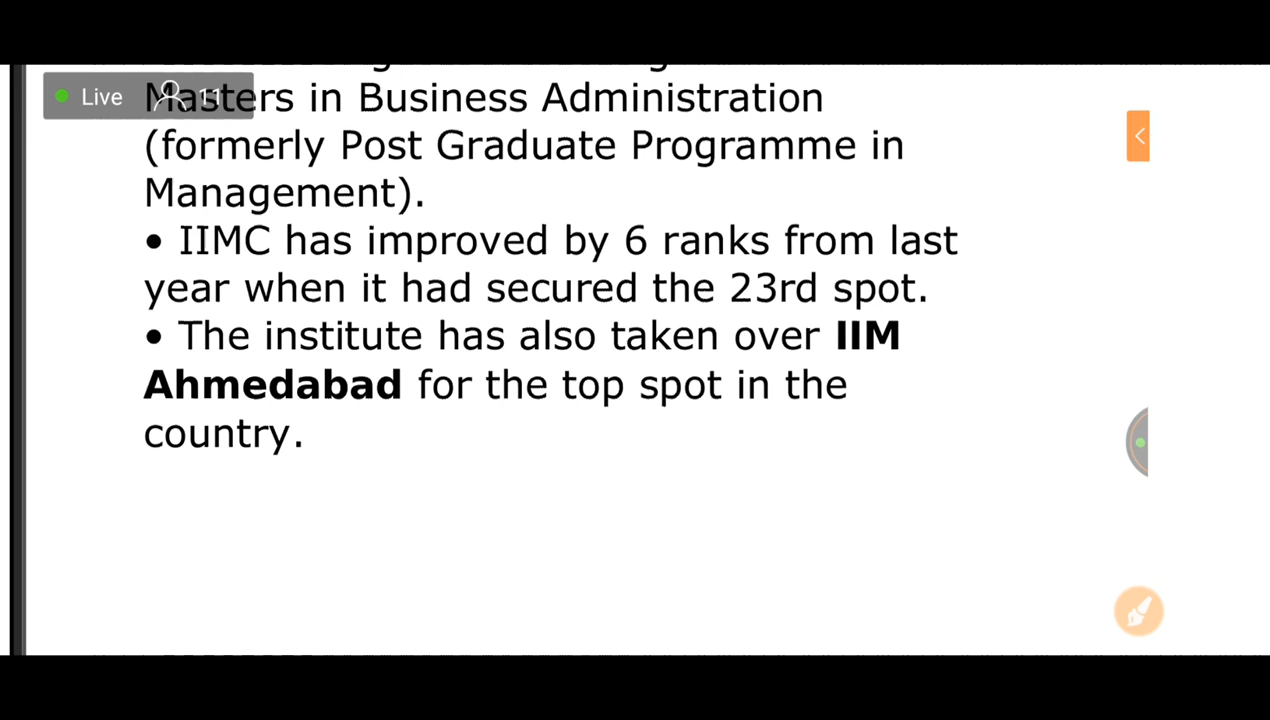 Live 11
Masters in Business Administration
(formerly Post Graduate Programme in
Management).
• IIMC has improved by 6 ranks from last
year when it had secured the 23rd spot.
• The institute has also taken over IIM
Ahmedabad for the top spot in the
country.